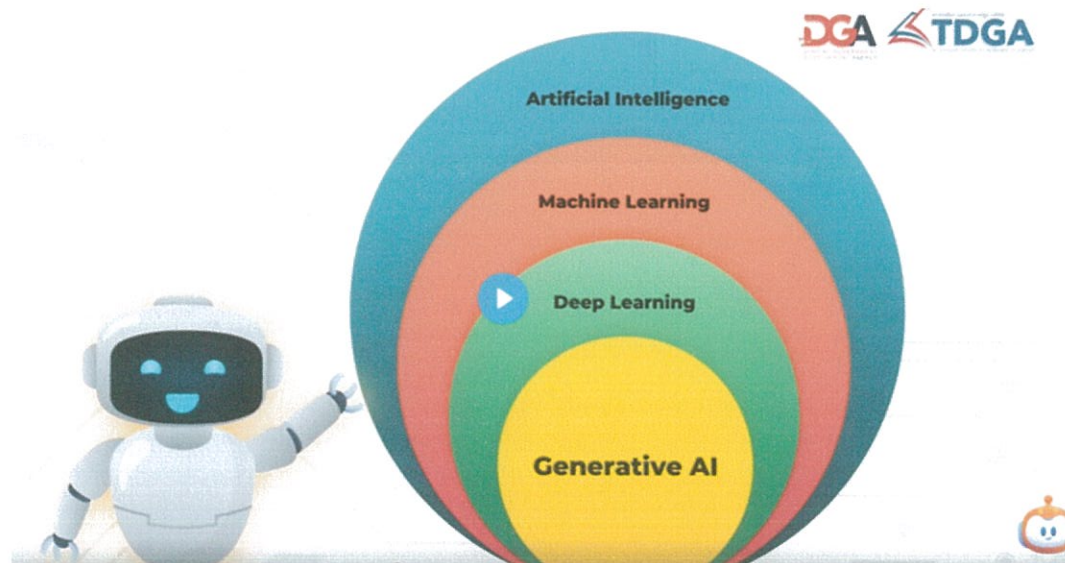 DGA
TDGA
Artificial Intelligence
Machine Learning
Deep Learning
Generative AI